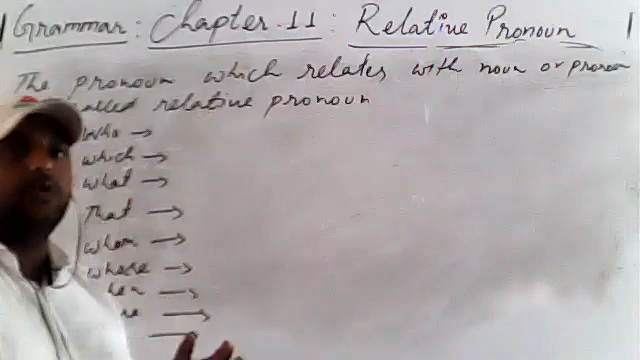 Grammar: Chapter-11: Relative Pronoun
The pronoun which relates with noun or pronoun
called relative pronoun
who →
which →
what →
That →
whom →
where →
→
→
→